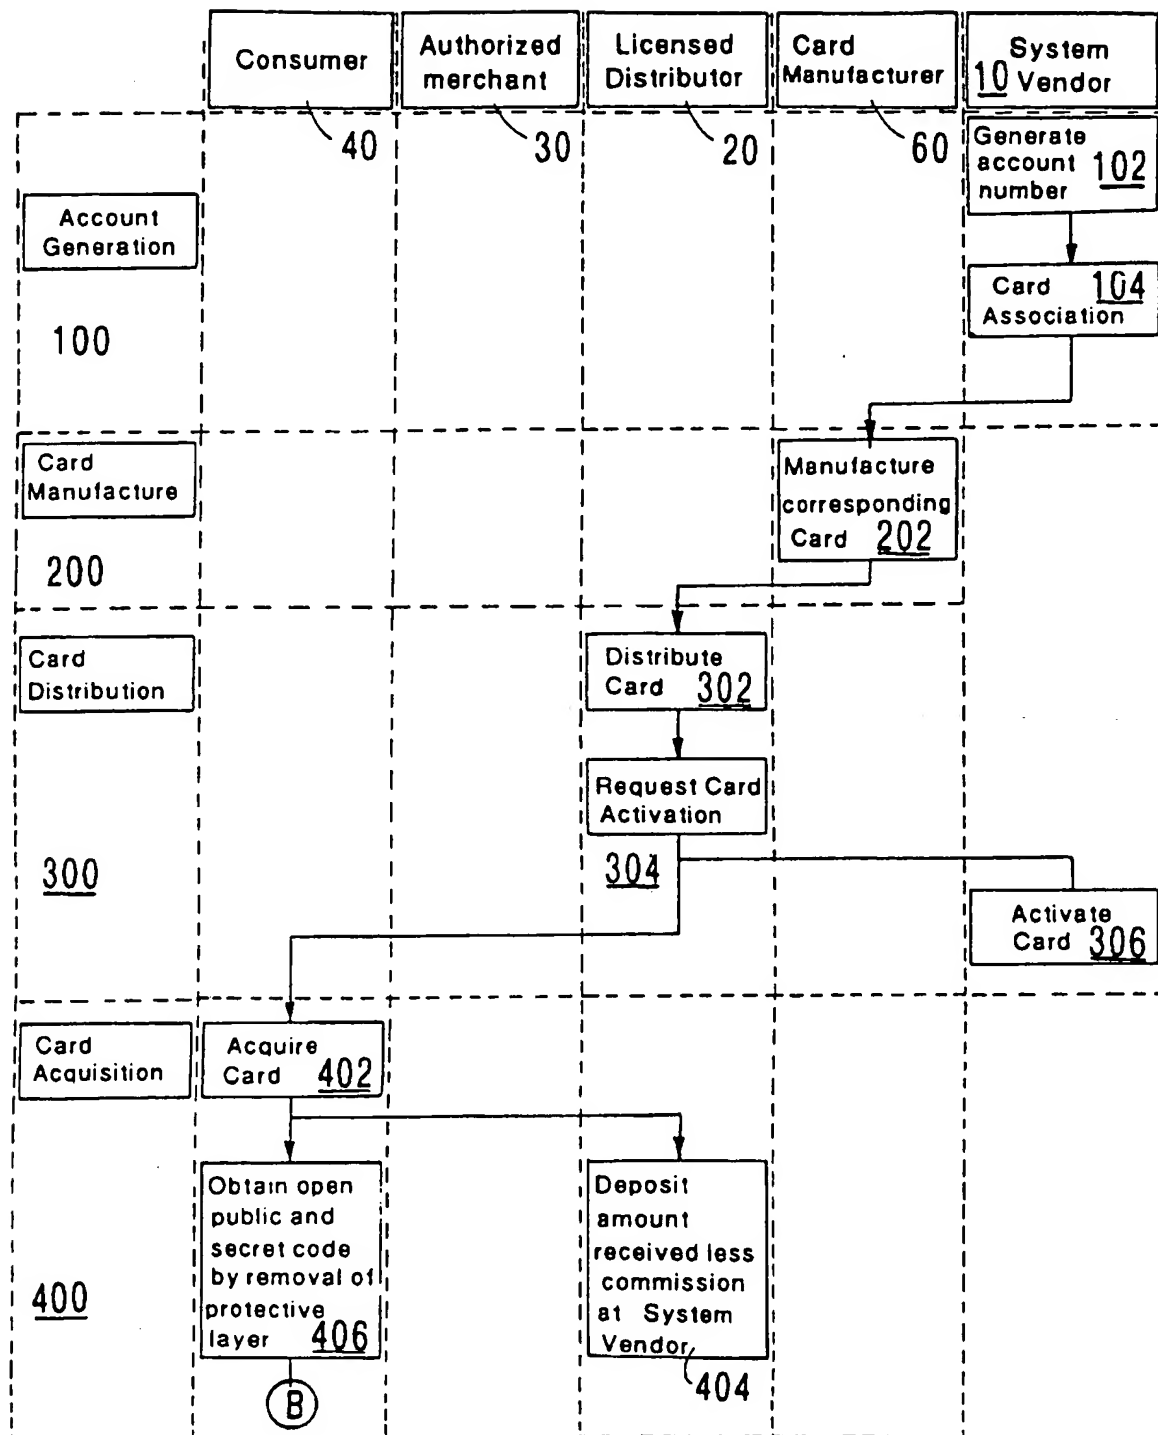 Consumer
Authorized
merchant
Licensed
Distributor
Card
Manufacturer
System
10 Vendor
40
30
20
60
Generate
account 102
number
Account
Generation
Card 104
Association
100
Card
Manufacture
Manufacture
corresponding
Card 202
200
Card
Distribution
Distribute
Card 302
Request Card
Activation
300
304
Activate
Card 306
Card
Acquisition
Acquire
Card 402
Obtain open
public and
secret code
by removal of
protective
layer 406
Deposit
amount
received less
commission
at System
Vendor
400
404
B